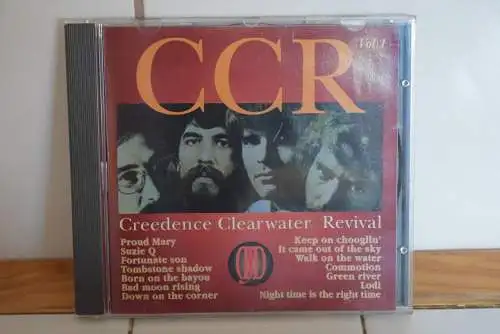 CCR
Vol.1
Creedence Clearwater Revival
Proud Mary
Suzie Q
Fortunate son
Tombstone shadow
Born on the bayou
Bad moon rising
Down on the corner
Keep on chooglin'
It came out of the sky
Walk on the water
Commotion
Green river
Lodi
Night time is the right time